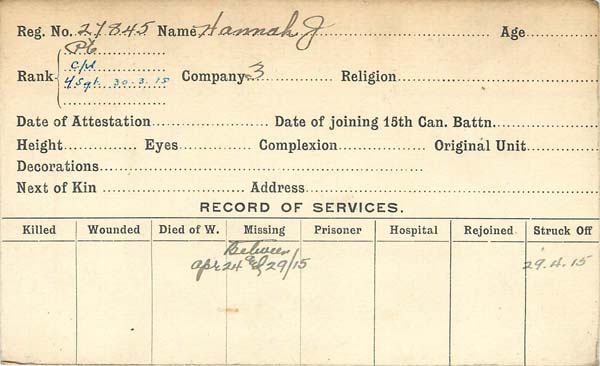 Reg. No. 27845 Name Hannah J Age
Pte
Cpl
Rank L/Sgt. 30.3.15 Company 3 Religion
Date of Attestation Date of joining 15th Can. Battn.
Height Eyes Complexion Original Unit
Decorations
Next of Kin Address
RECORD OF SERVICES.
Killed Wounded Died of W. Missing Prisoner Hospital Rejoined Struck Off
Between
Apr 24 & 29/15 29.4.15